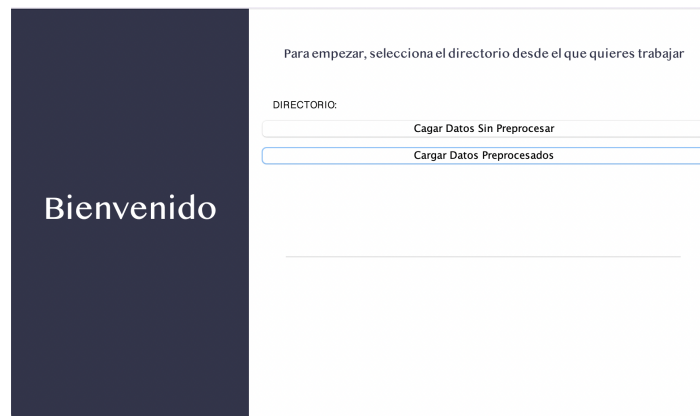 Para empezar, selecciona el directorio desde el que quieres trabajar
DIRECTORIO:
Cagar Datos Sin Preprocesar
Cargar Datos Preprocesados
Bienvenido